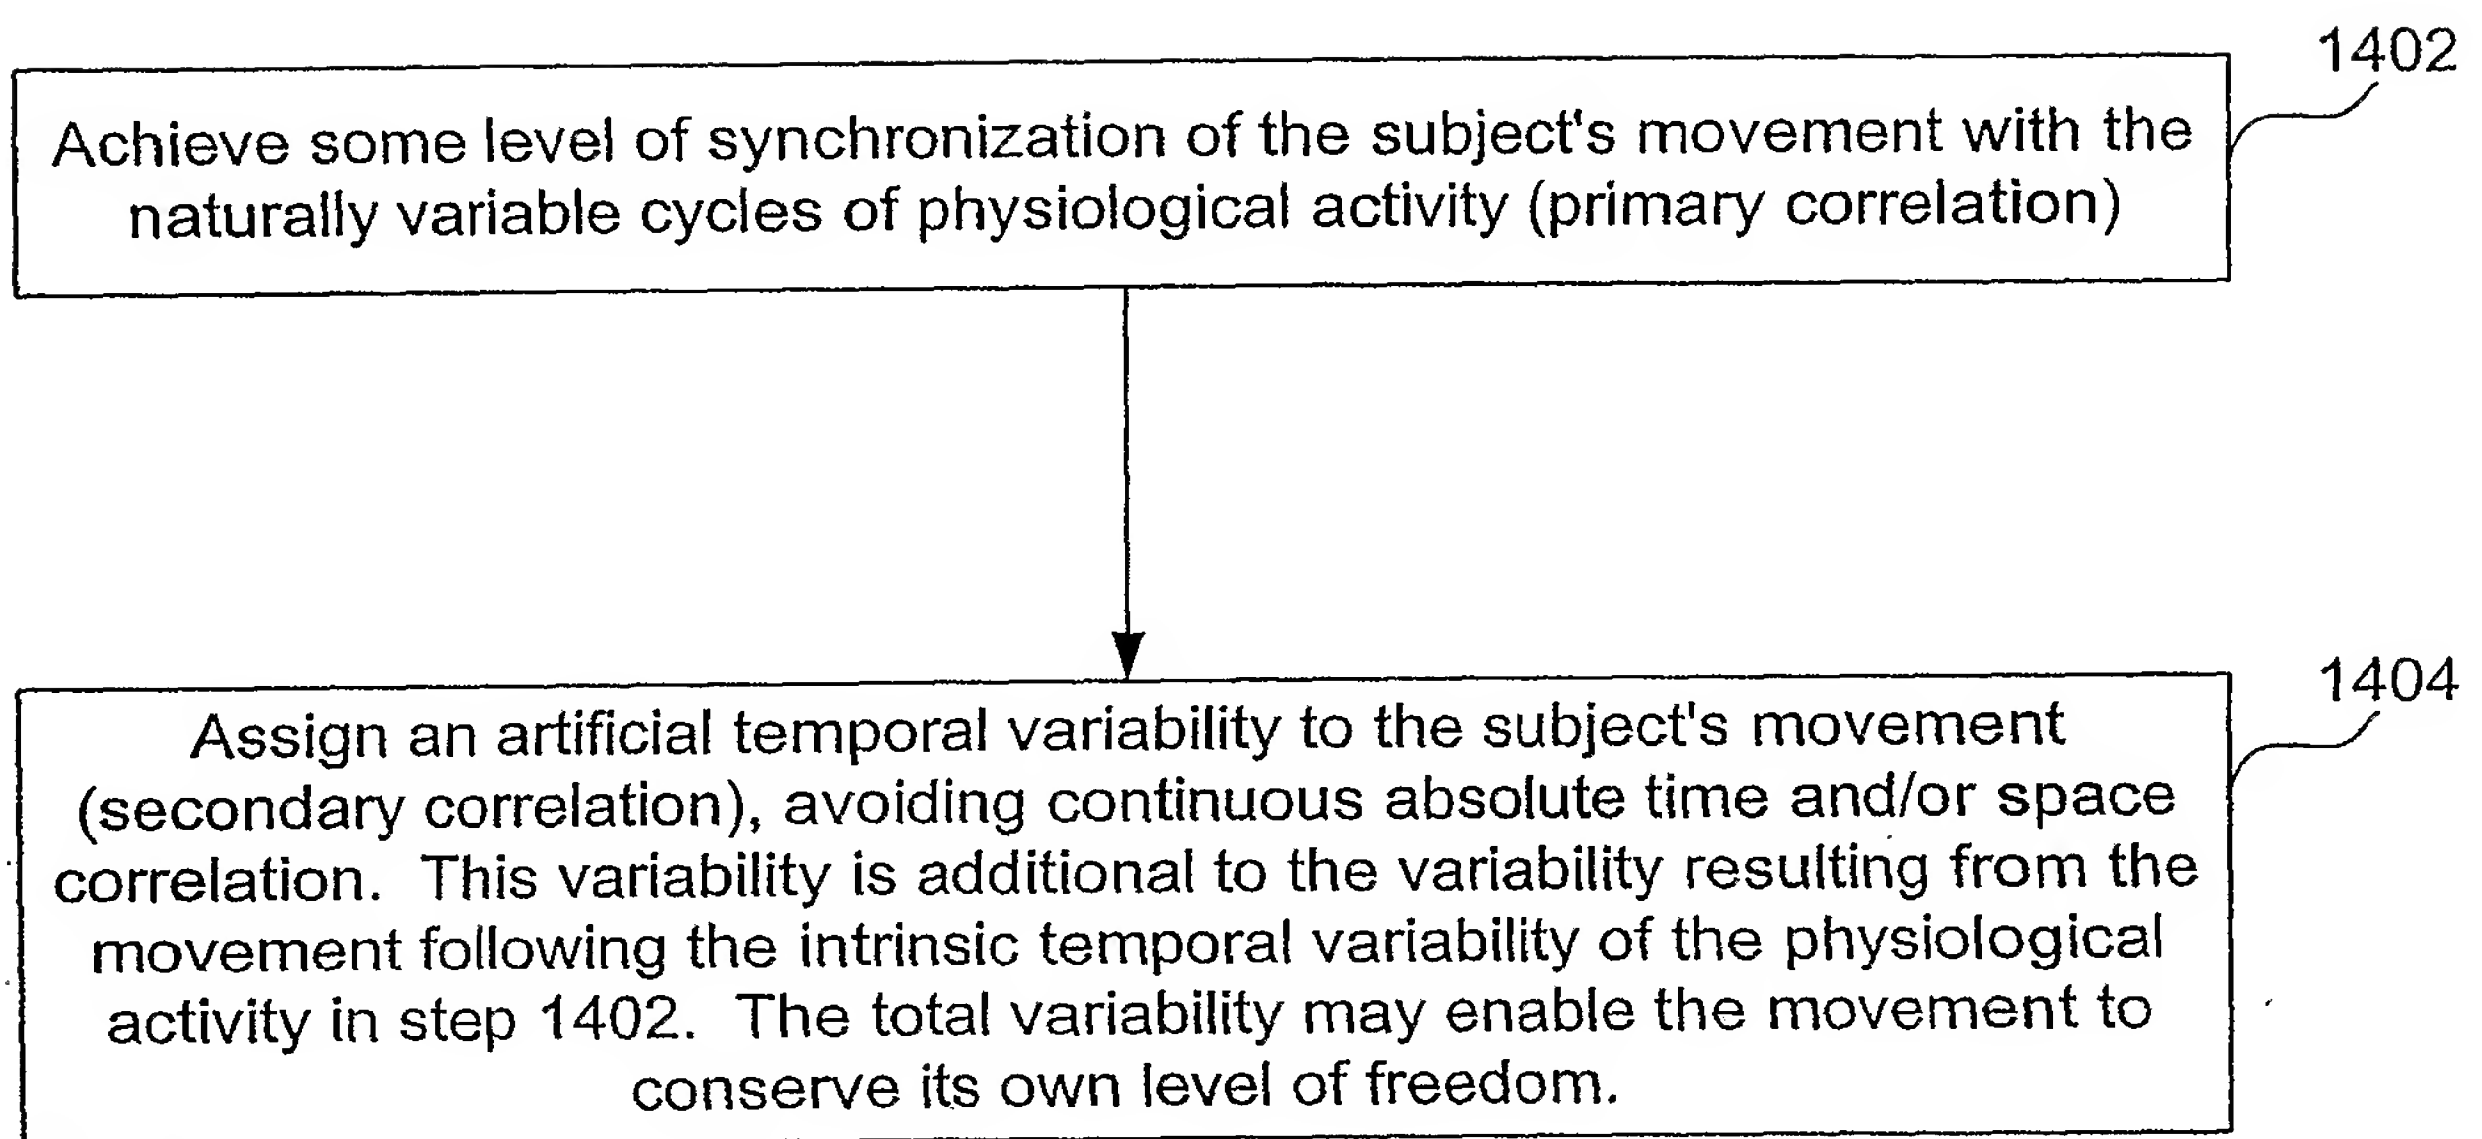 1402
Achieve some level of synchronization of the subject's movement with the
naturally variable cycles of physiological activity (primary correlation)
1404
Assign an artificial temporal variability to the subject's movement
(secondary correlation), avoiding continuous absolute time and/or space
correlation. This variability is additional to the variability resulting from the
movement following the intrinsic temporal variability of the physiological
activity in step 1402. The total variability may enable the movement to
conserve its own level of freedom.